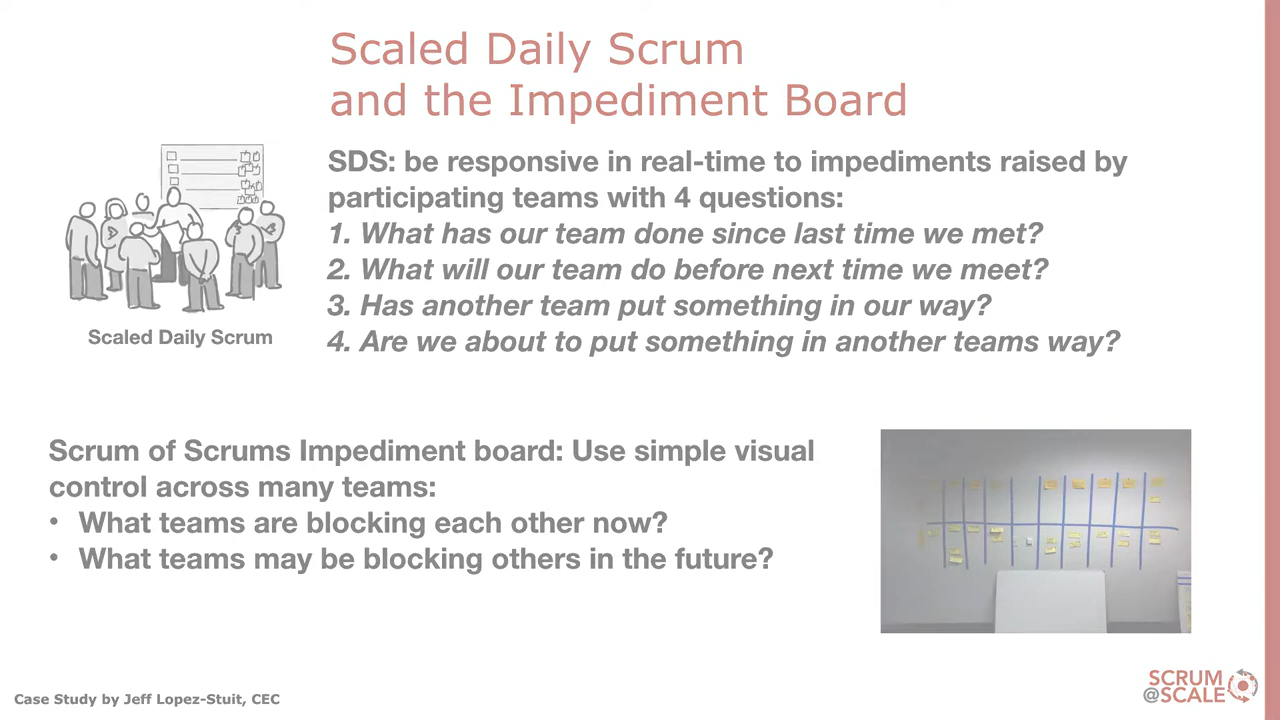 Scaled Daily Scrum
and the Impediment Board
SDS: be responsive in real-time to impediments raised by
participating teams with 4 questions:
1. What has our team done since last time we met?
2. What will our team do before next time we meet?
3. Has another team put something in our way?
4. Are we about to put something in another teams way?
Scaled Daily Scrum
Scrum of Scrums Impediment board: Use simple visual
control across many teams:
• What teams are blocking each other now?
• What teams may be blocking others in the future?
Case Study by Jeff Lopez-Stuit, CEC
SCRUM
@SCALE